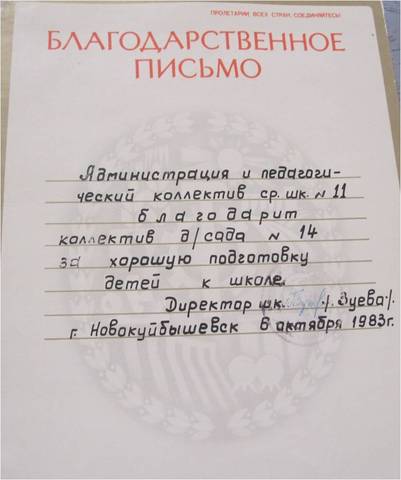 ПРОЛЕТАРИИ ВСЕХ СТРАН, СОЕДИНЯЙТЕСЬ!
БЛАГОДАРСТВЕННОЕ
ПИСЬМО
Администрация и педагоги-
ческий коллектив ср. шк. № 11
благодарит
коллектив д/сада № 14
за хорошую подготовку
детей к школе.
Директор шк. /. Зуева./.
г. Новокуйбышевск 6 октября 1983г.